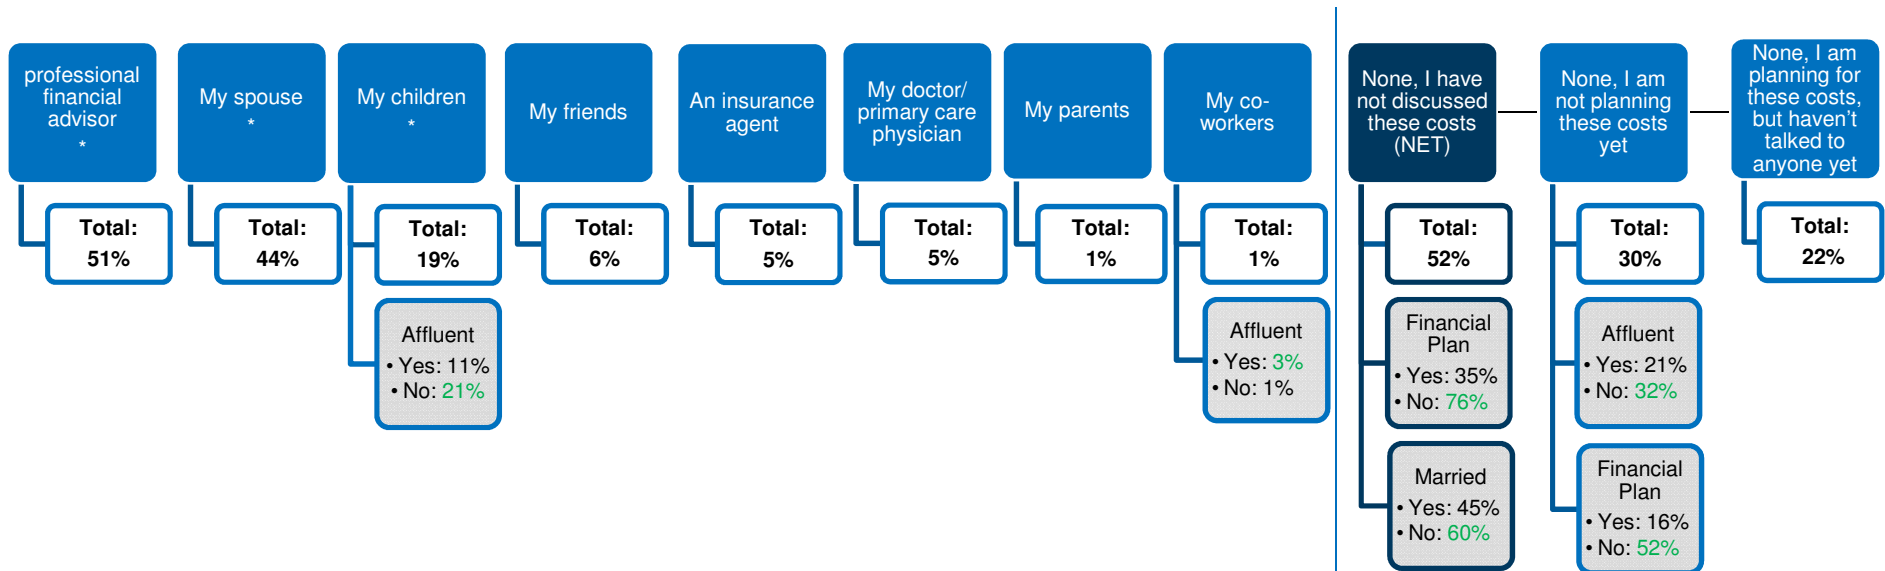 professional
financial
advisor
*
My spouse
*
My children
*
My friends
An insurance
agent
My doctor/
primary care
physician
My parents
My co-
workers
None, I have
not discussed
these costs
(NET)
None, I am
not planning
these costs
yet
None, I am
planning for
these costs,
but haven't
talked to
anyone yet
Total:
51%
Total:
44%
Total:
19%
Total:
6%
Total:
5%
Total:
5%
Total:
1%
Total:
1%
Total:
52%
Total:
30%
Total:
22%
Affluent
• Yes: 11%
• No: 21%
Affluent
• Yes: 3%
• No: 1%
Financial
Plan
• Yes: 35%
• No: 76%
Affluent
• Yes: 21%
• No: 32%
Married
• Yes: 45%
• No: 60%
Financial
Plan
• Yes: 16%
• No: 52%